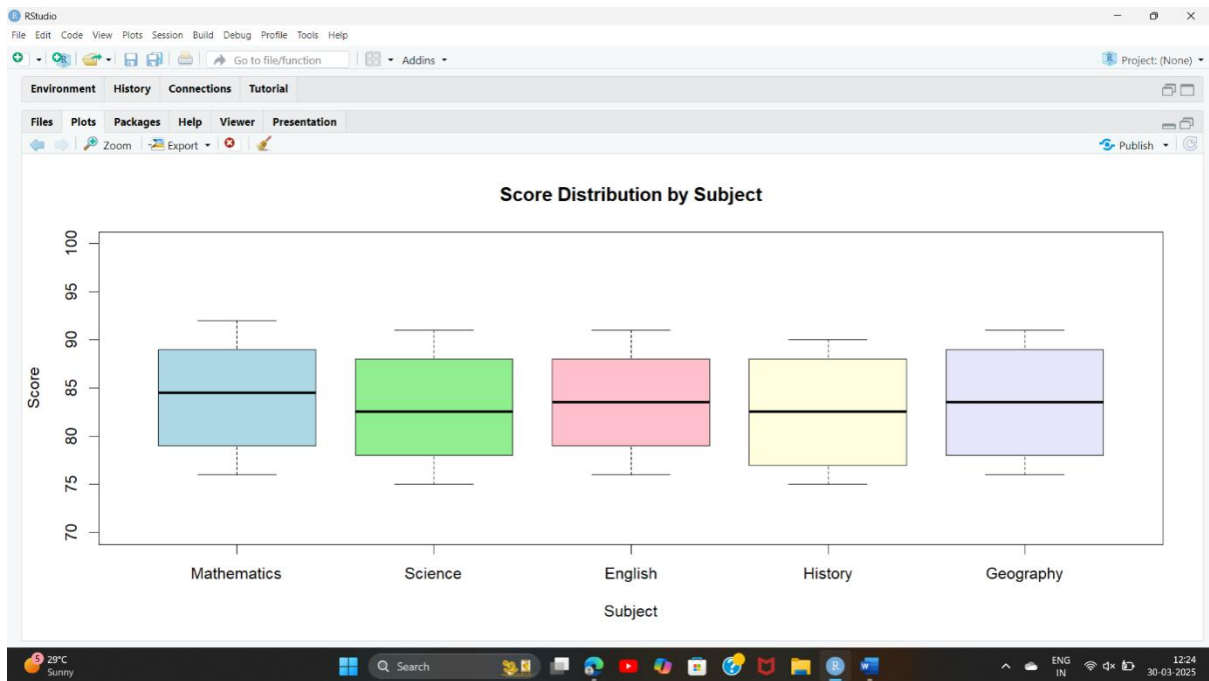 RStudio
File Edit Code View Plots Session Build Debug Profile Tools Help
Go to file/function Addins Project: (None)
Environment History Connections Tutorial
Files Plots Packages Help Viewer Presentation
Zoom Export Publish
Score Distribution by Subject
100
95
90
85
80
75
70
Score
Mathematics Science English History Geography
Subject
5 29°C
Sunny
Search
ENG
IN
12:24
30-03-2025